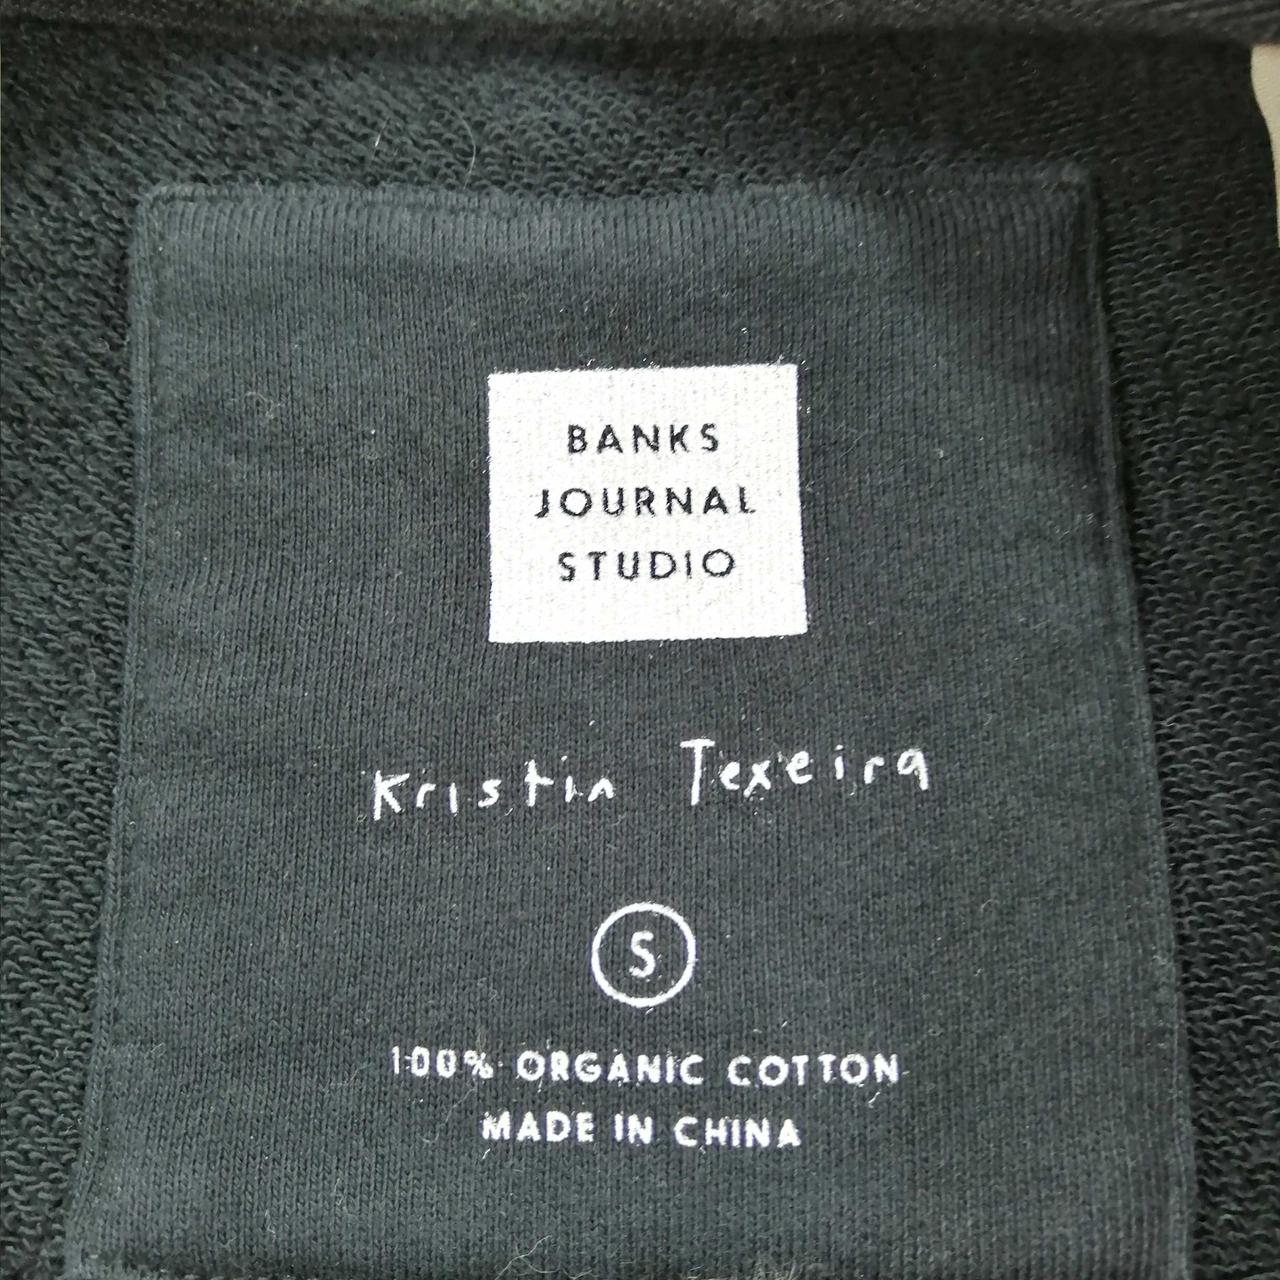 BANKS
JOURNAL
STUDIO
Kristin Texeira
S
100% ORGANIC COTTON
MADE IN CHINA